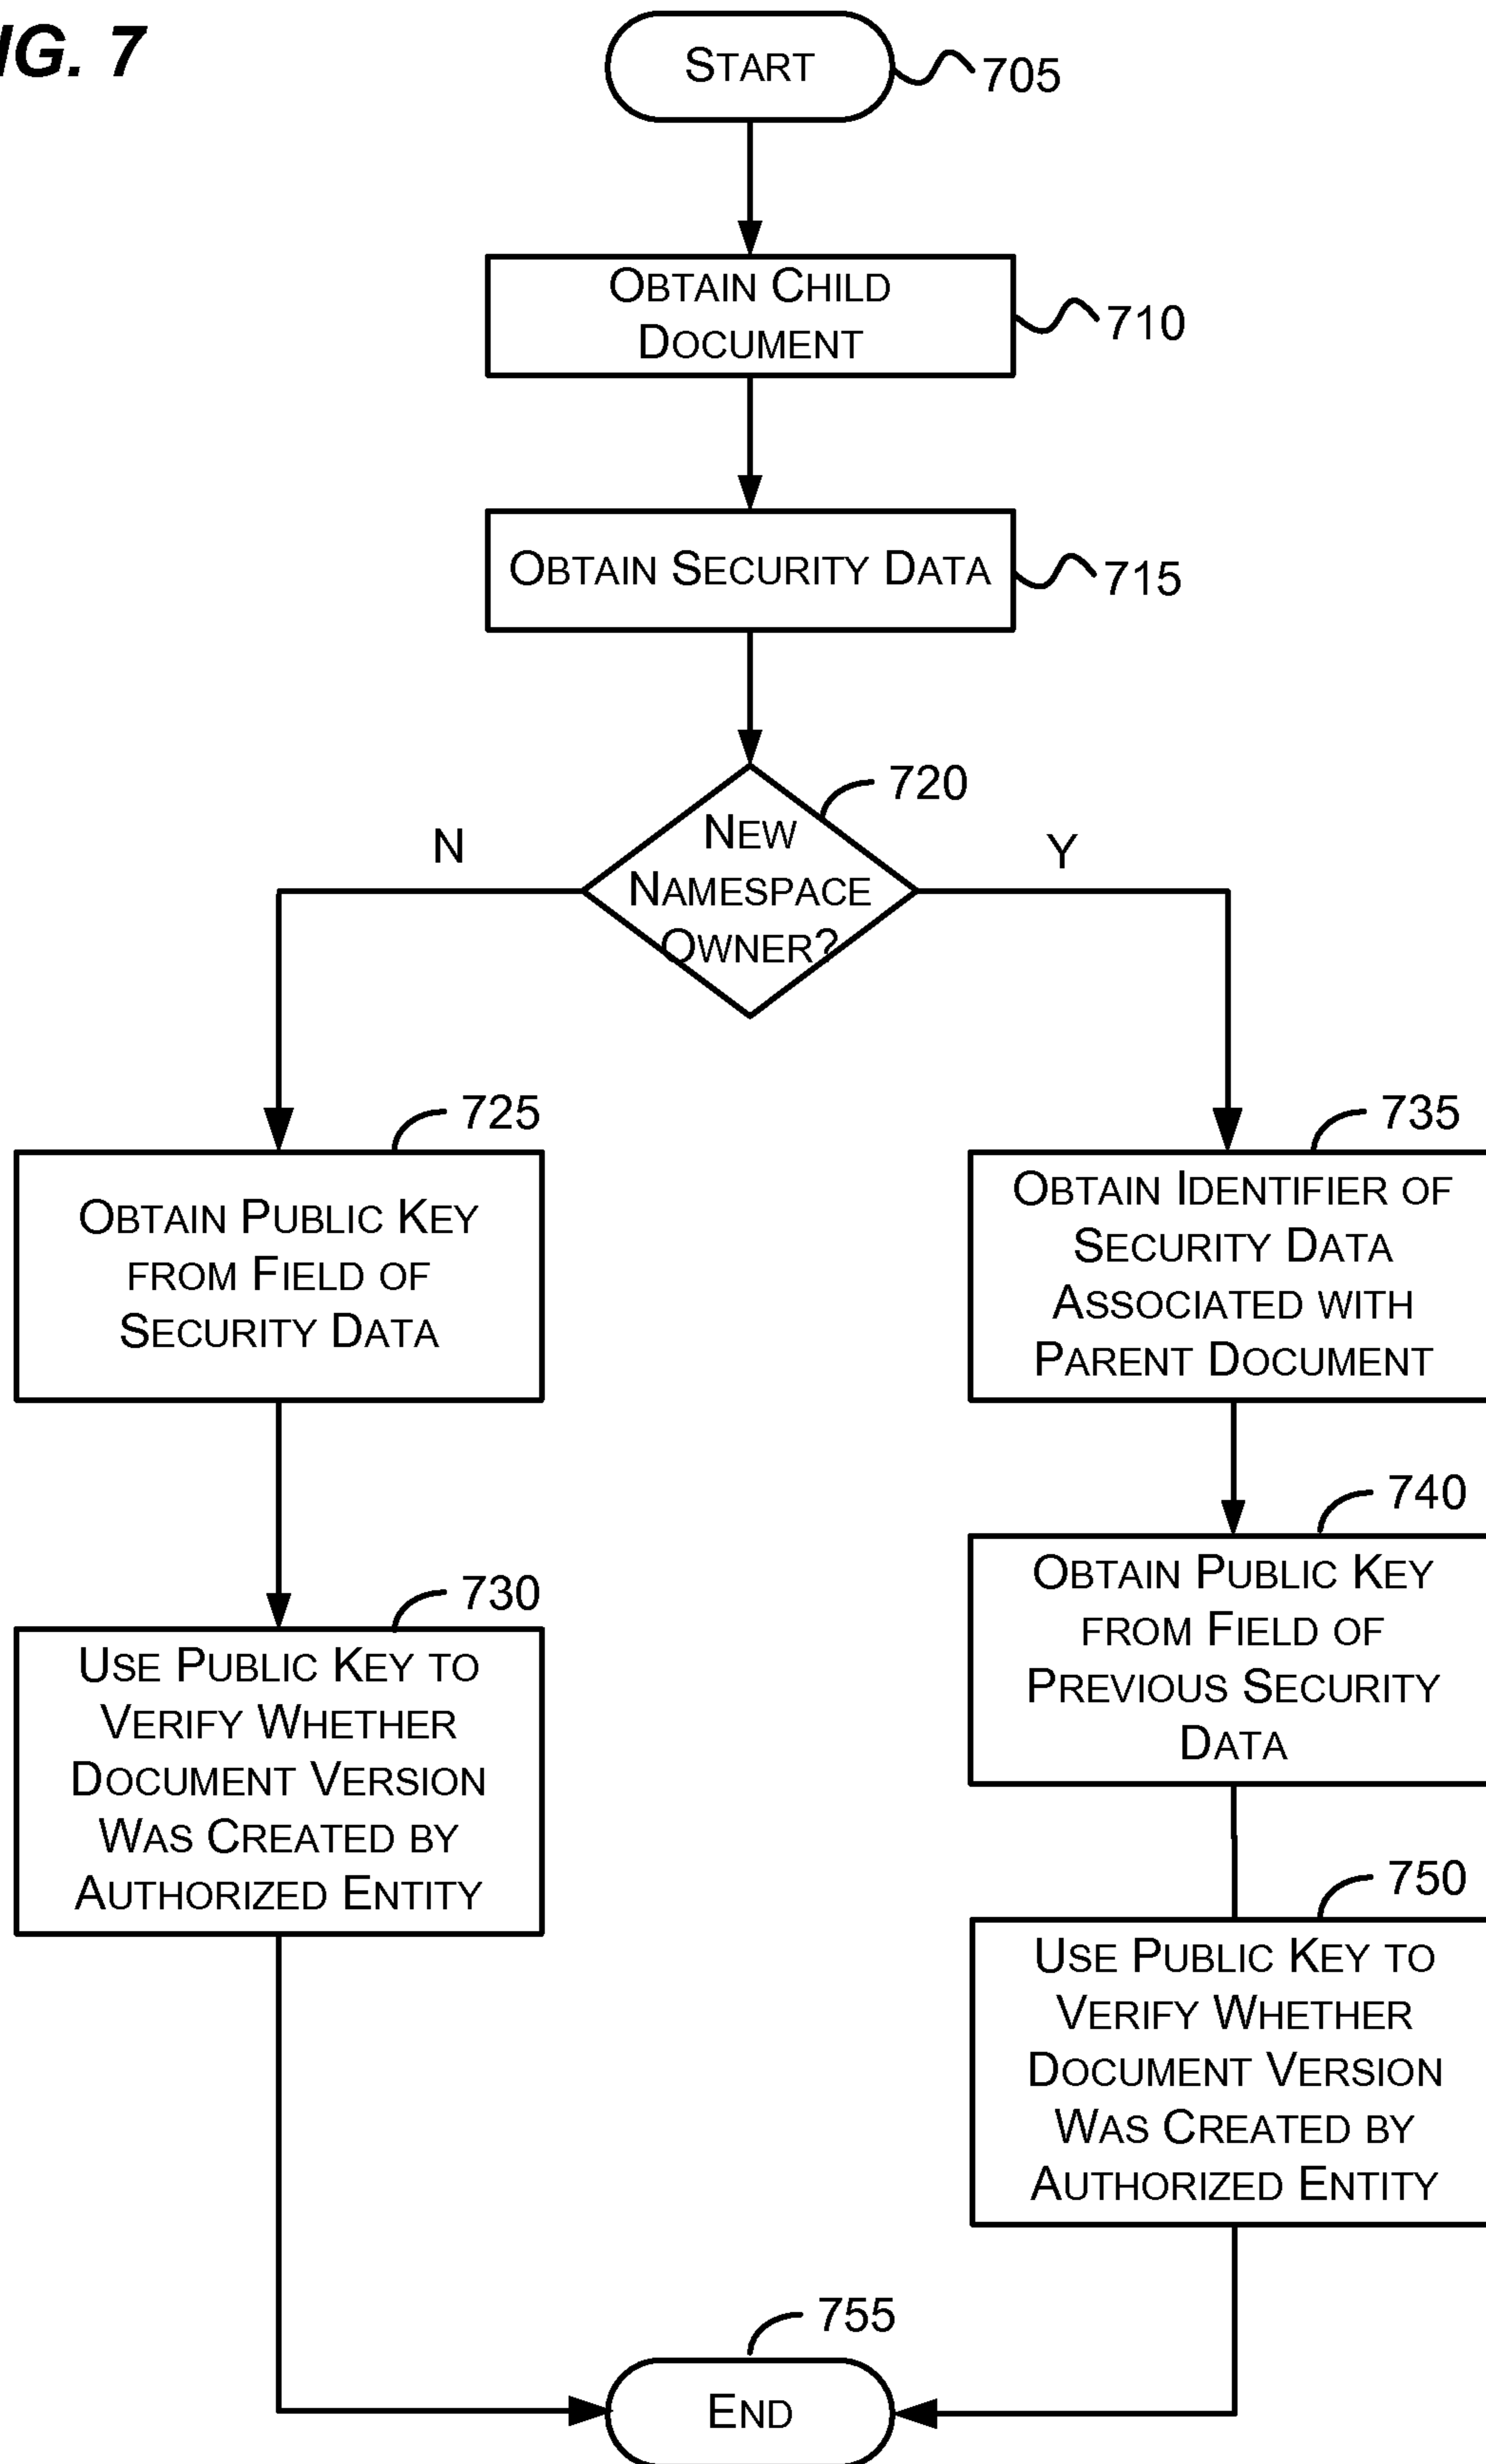 IG. 7
START
705
OBTAIN CHILD
DOCUMENT
710
OBTAIN SECURITY DATA
715
720
NEW
NAMESPACE
OWNER?
N
Y
725
OBTAIN PUBLIC KEY
FROM FIELD OF
SECURITY DATA
730
USE PUBLIC KEY TO
VERIFY WHETHER
DOCUMENT VERSION
WAS CREATED BY
AUTHORIZED ENTITY
735
OBTAIN IDENTIFIER OF
SECURITY DATA
ASSOCIATED WITH
PARENT DOCUMENT
740
OBTAIN PUBLIC KEY
FROM FIELD OF
PREVIOUS SECURITY
DATA
750
USE PUBLIC KEY TO
VERIFY WHETHER
DOCUMENT VERSION
WAS CREATED BY
AUTHORIZED ENTITY
755
END